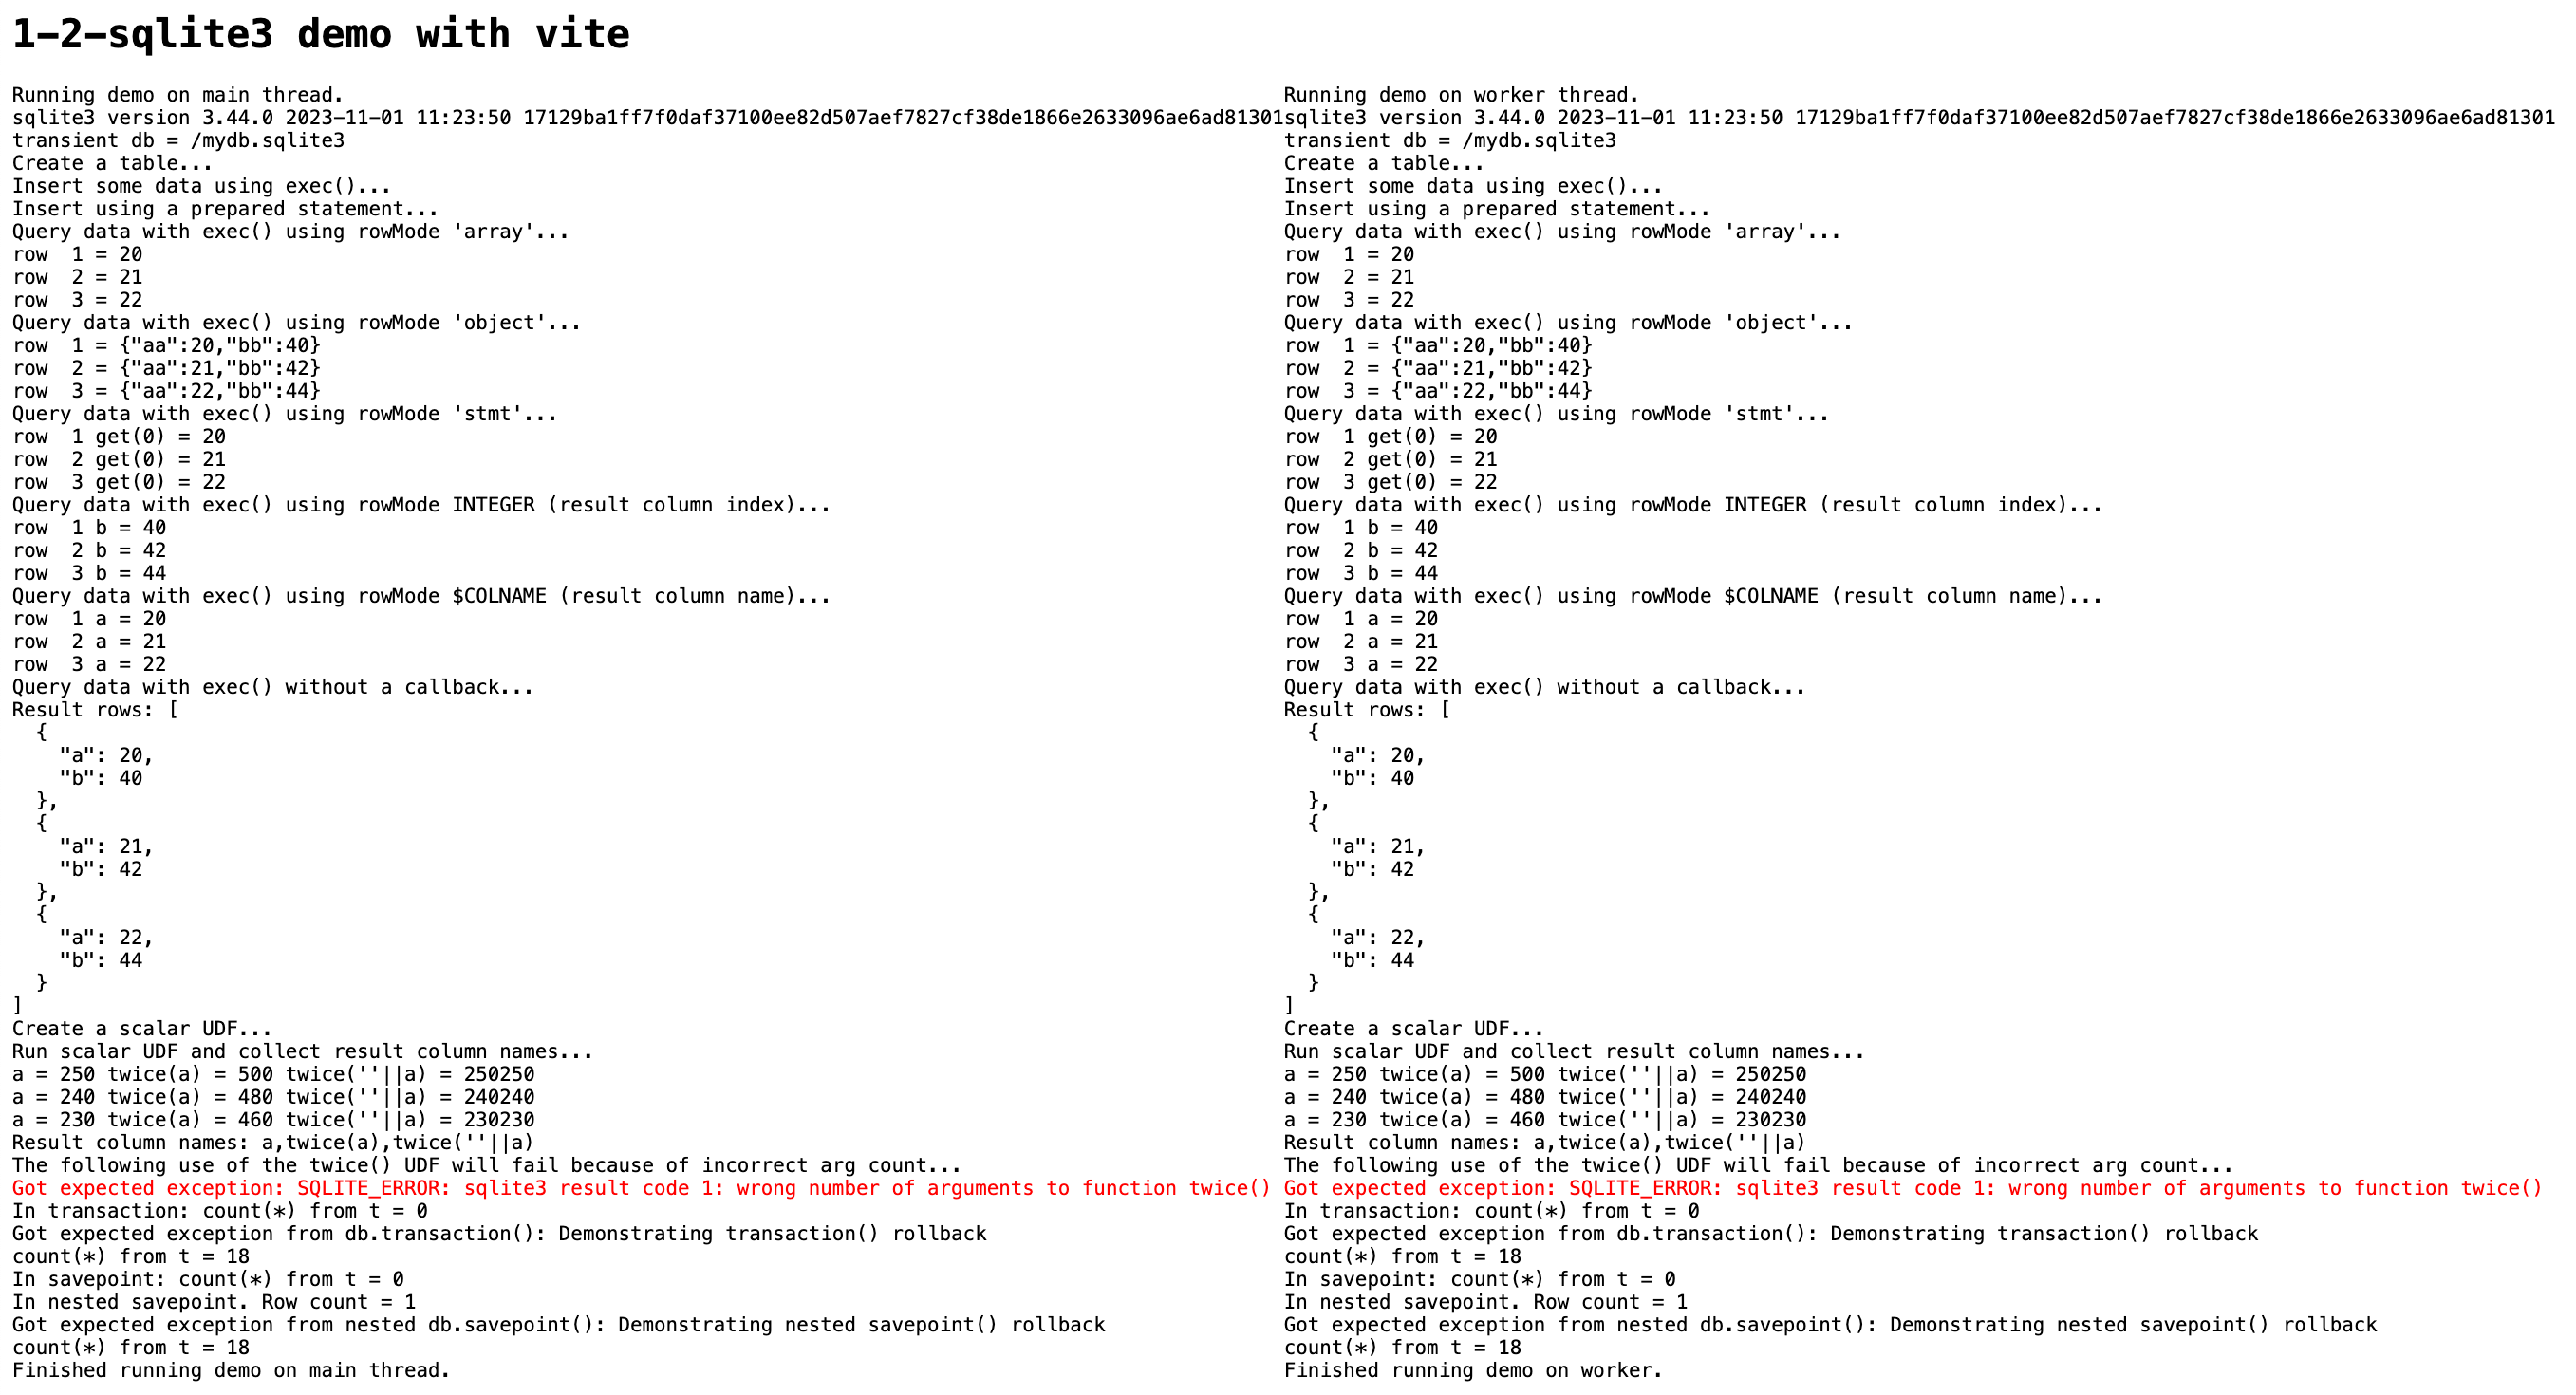 1-2-sqlite3 demo with vite
Running demo on main thread.
sqlite3 version 3.44.0 2023-11-01 11:23:50 17129ba1ff7f0daf37100ee82d507aef7827cf38de1866e2633096ae6ad81301
transient db = /mydb.sqlite3
Create a table...
Insert some data using exec()...
Insert using a prepared statement...
Query data with exec() using rowMode 'array'...
row  1 = 20
row  2 = 21
row  3 = 22
Query data with exec() using rowMode 'object'...
row  1 = {"aa":20,"bb":40}
row  2 = {"aa":21,"bb":42}
row  3 = {"aa":22,"bb":44}
Query data with exec() using rowMode 'stmt'...
row  1 get(0) = 20
row  2 get(0) = 21
row  3 get(0) = 22
Query data with exec() using rowMode INTEGER (result column index)...
row  1 b = 40
row  2 b = 42
row  3 b = 44
Query data with exec() using rowMode $COLNAME (result column name)...
row  1 a = 20
row  2 a = 21
row  3 a = 22
Query data with exec() without a callback...
Result rows: [
  {
    "a": 20,
    "b": 40
  },
  {
    "a": 21,
    "b": 42
  },
  {
    "a": 22,
    "b": 44
  }
]
Create a scalar UDF...
Run scalar UDF and collect result column names...
a = 250 twice(a) = 500 twice(''||a) = 250250
a = 240 twice(a) = 480 twice(''||a) = 240240
a = 230 twice(a) = 460 twice(''||a) = 230230
Result column names: a,twice(a),twice(''||a)
The following use of the twice() UDF will fail because of incorrect arg count...
Got expected exception: SQLITE_ERROR: sqlite3 result code 1: wrong number of arguments to function twice()
In transaction: count(*) from t = 0
Got expected exception from db.transaction(): Demonstrating transaction() rollback
count(*) from t = 18
In savepoint: count(*) from t = 0
In nested savepoint. Row count = 1
Got expected exception from nested db.savepoint(): Demonstrating nested savepoint() rollback
count(*) from t = 18
Finished running demo on main thread.
Running demo on worker thread.
sqlite3 version 3.44.0 2023-11-01 11:23:50 17129ba1ff7f0daf37100ee82d507aef7827cf38de1866e2633096ae6ad81301
transient db = /mydb.sqlite3
Create a table...
Insert some data using exec()...
Insert using a prepared statement...
Query data with exec() using rowMode 'array'...
row  1 = 20
row  2 = 21
row  3 = 22
Query data with exec() using rowMode 'object'...
row  1 = {"aa":20,"bb":40}
row  2 = {"aa":21,"bb":42}
row  3 = {"aa":22,"bb":44}
Query data with exec() using rowMode 'stmt'...
row  1 get(0) = 20
row  2 get(0) = 21
row  3 get(0) = 22
Query data with exec() using rowMode INTEGER (result column index)...
row  1 b = 40
row  2 b = 42
row  3 b = 44
Query data with exec() using rowMode $COLNAME (result column name)...
row  1 a = 20
row  2 a = 21
row  3 a = 22
Query data with exec() without a callback...
Result rows: [
  {
    "a": 20,
    "b": 40
  },
  {
    "a": 21,
    "b": 42
  },
  {
    "a": 22,
    "b": 44
  }
]
Create a scalar UDF...
Run scalar UDF and collect result column names...
a = 250 twice(a) = 500 twice(''||a) = 250250
a = 240 twice(a) = 480 twice(''||a) = 240240
a = 230 twice(a) = 460 twice(''||a) = 230230
Result column names: a,twice(a),twice(''||a)
The following use of the twice() UDF will fail because of incorrect arg count...
Got expected exception: SQLITE_ERROR: sqlite3 result code 1: wrong number of arguments to function twice()
In transaction: count(*) from t = 0
Got expected exception from db.transaction(): Demonstrating transaction() rollback
count(*) from t = 18
In savepoint: count(*) from t = 0
In nested savepoint. Row count = 1
Got expected exception from nested db.savepoint(): Demonstrating nested savepoint() rollback
count(*) from t = 18
Finished running demo on worker.